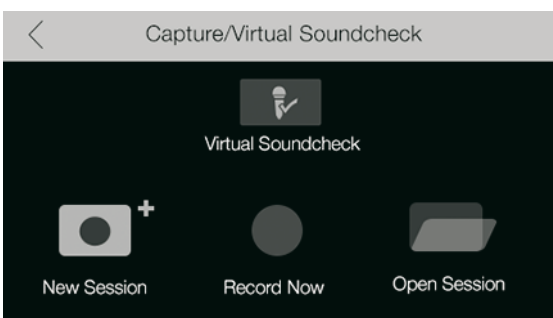 Capture/Virtual Soundcheck
Virtual Soundcheck
New Session
Record Now
Open Session